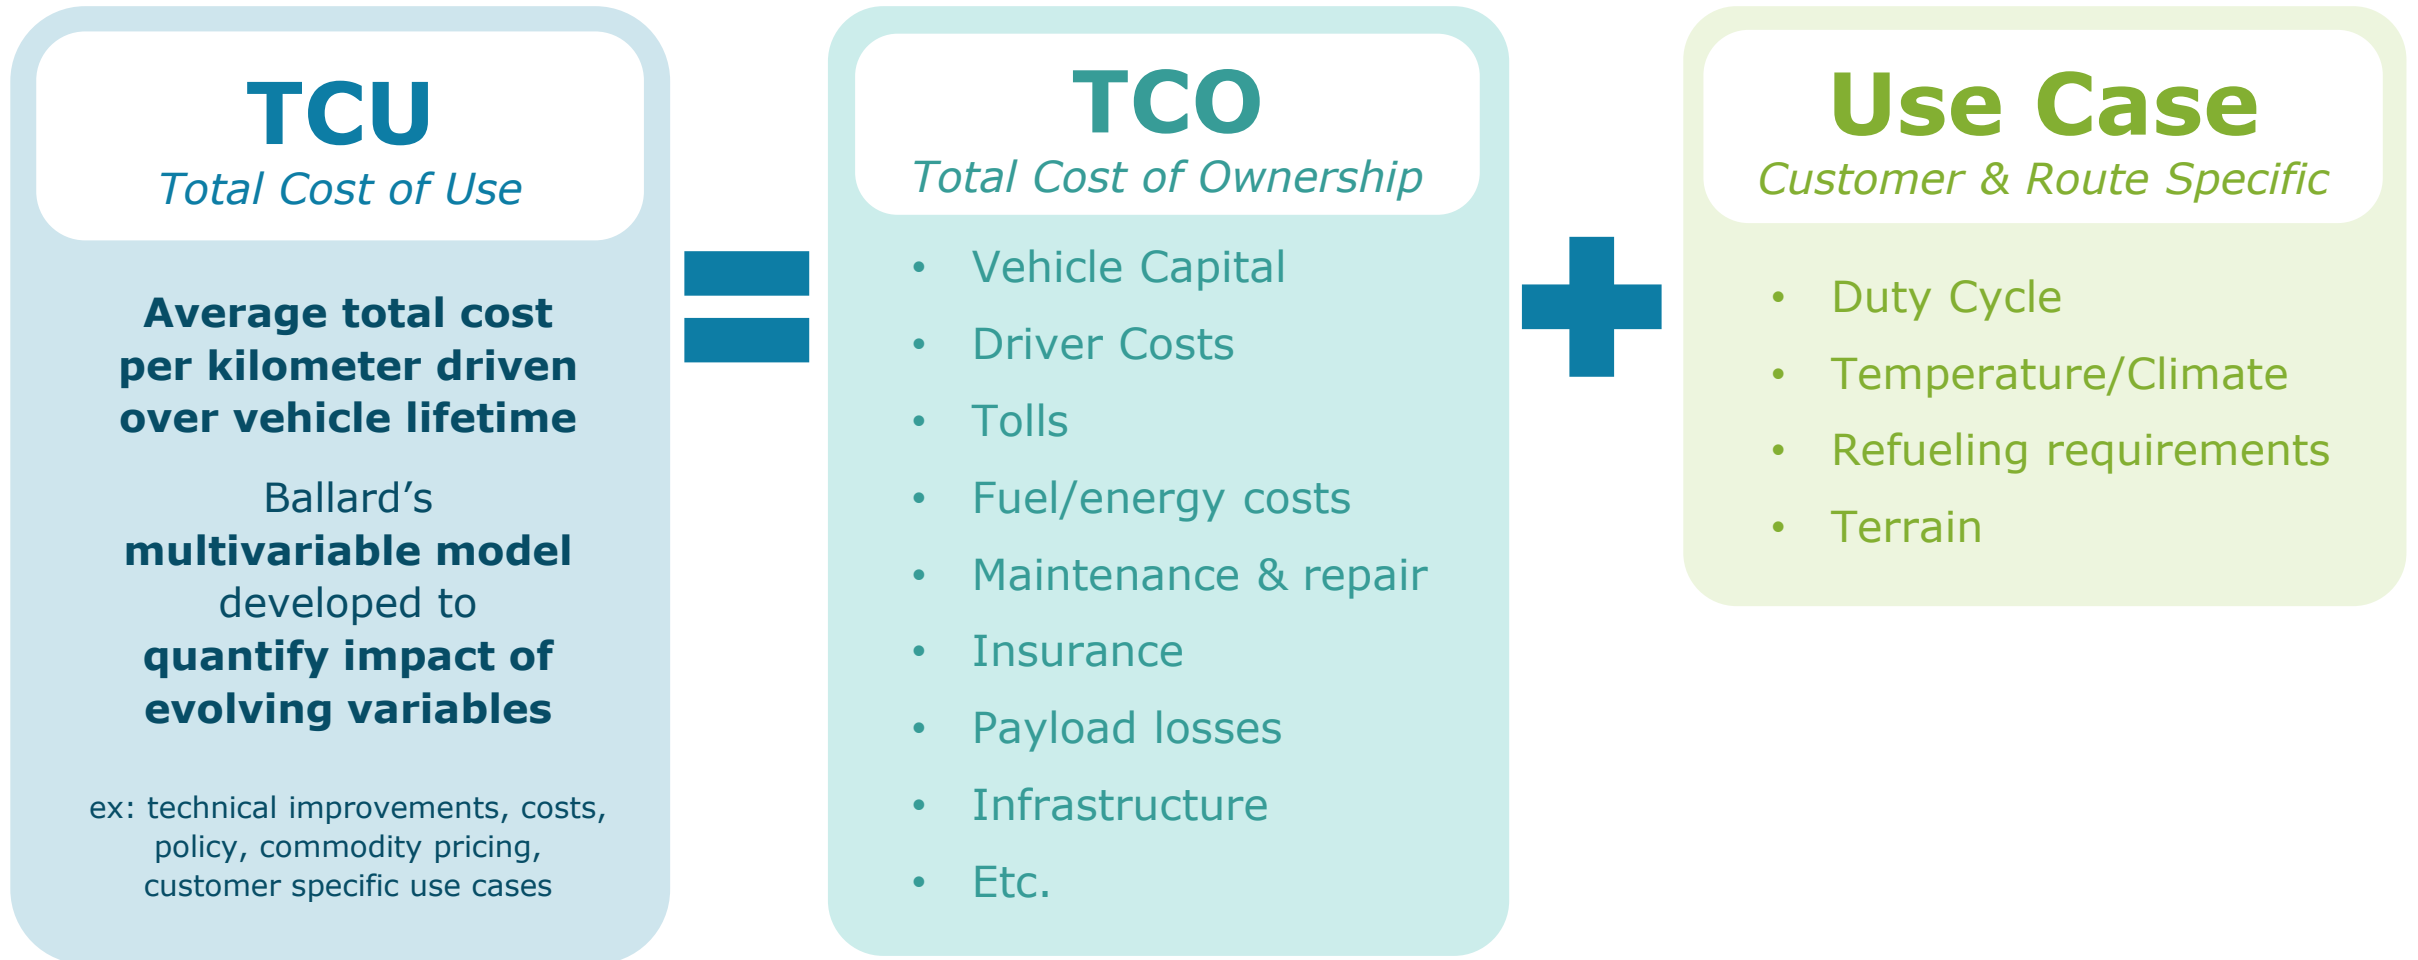 TCU
Total Cost of Use
Average total cost
per kilometer driven
over vehicle lifetime
Ballard’s
multivariable model
developed to
quantify impact of
evolving variables
ex: technical improvements, costs,
policy, commodity pricing,
customer specific use cases
TCO
Total Cost of Ownership
• Vehicle Capital
• Driver Costs
• Tolls
• Fuel/energy costs
• Maintenance & repair
• Insurance
• Payload losses
• Infrastructure
• Etc.
Use Case
Customer & Route Specific
• Duty Cycle
• Temperature/Climate
• Refueling requirements
• Terrain